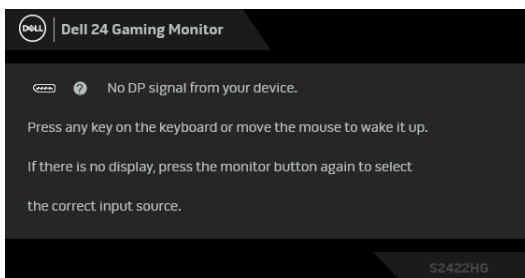 DELL
Dell 24 Gaming Monitor
No DP signal from your device.
Press any key on the keyboard or move the mouse to wake it up.
If there is no display, press the monitor button again to select
the correct input source.
S2422HG